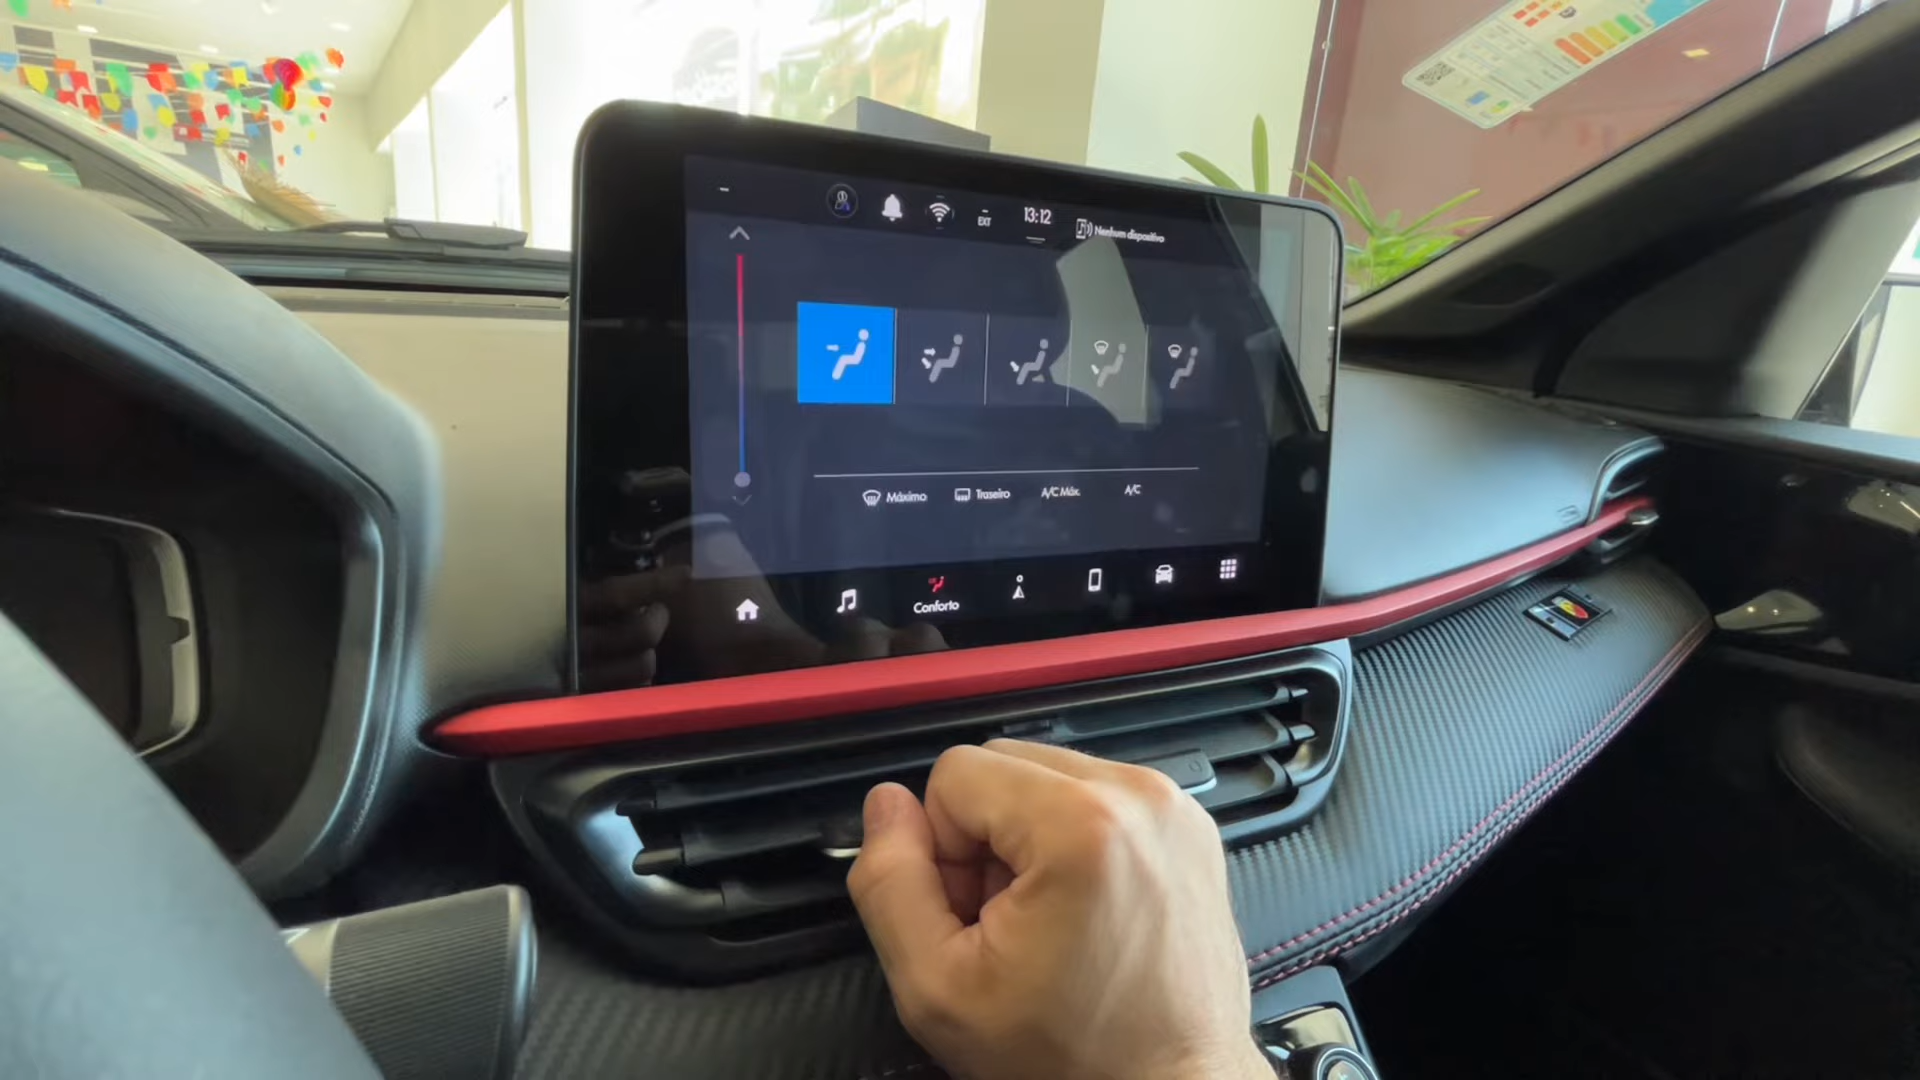 EXT
13:12
Nenhum dispositivo
Máximo
Traseiro
A/C Máx.
A/C
Conforto